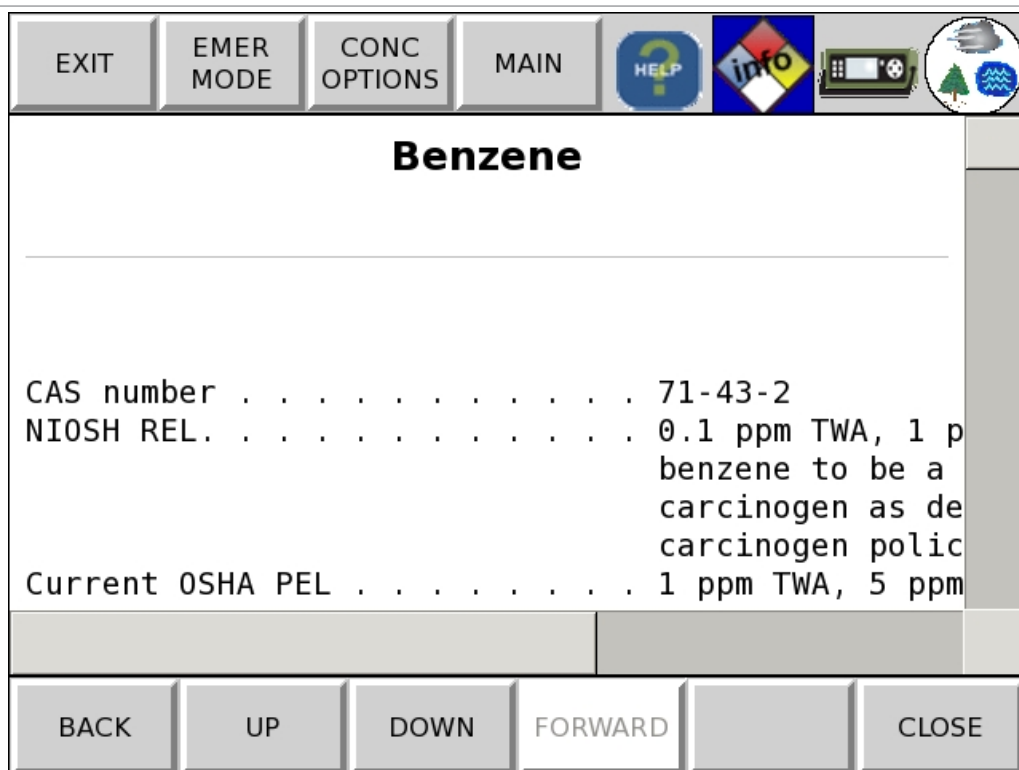 EXIT
EMER
MODE
CONC
OPTIONS
MAIN
HELP
info
Benzene
CAS number . . . . . . . . . . . 71-43-2
NIOSH REL. . . . . . . . . . . . 0.1 ppm TWA, 1 p
benzene to be a
carcinogen as de
carcinogen polic
Current OSHA PEL . . . . . . . . 1 ppm TWA, 5 ppm
BACK
UP
DOWN
FORWARD
CLOSE